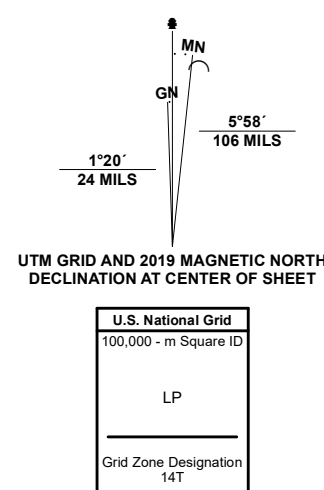 MN
GN
5°58´
106 MILS
1°20´
24 MILS
UTM GRID AND 2019 MAGNETIC NORTH
DECLINATION AT CENTER OF SHEET
U.S. National Grid
100,000 - m Square ID
LP
Grid Zone Designation
14T